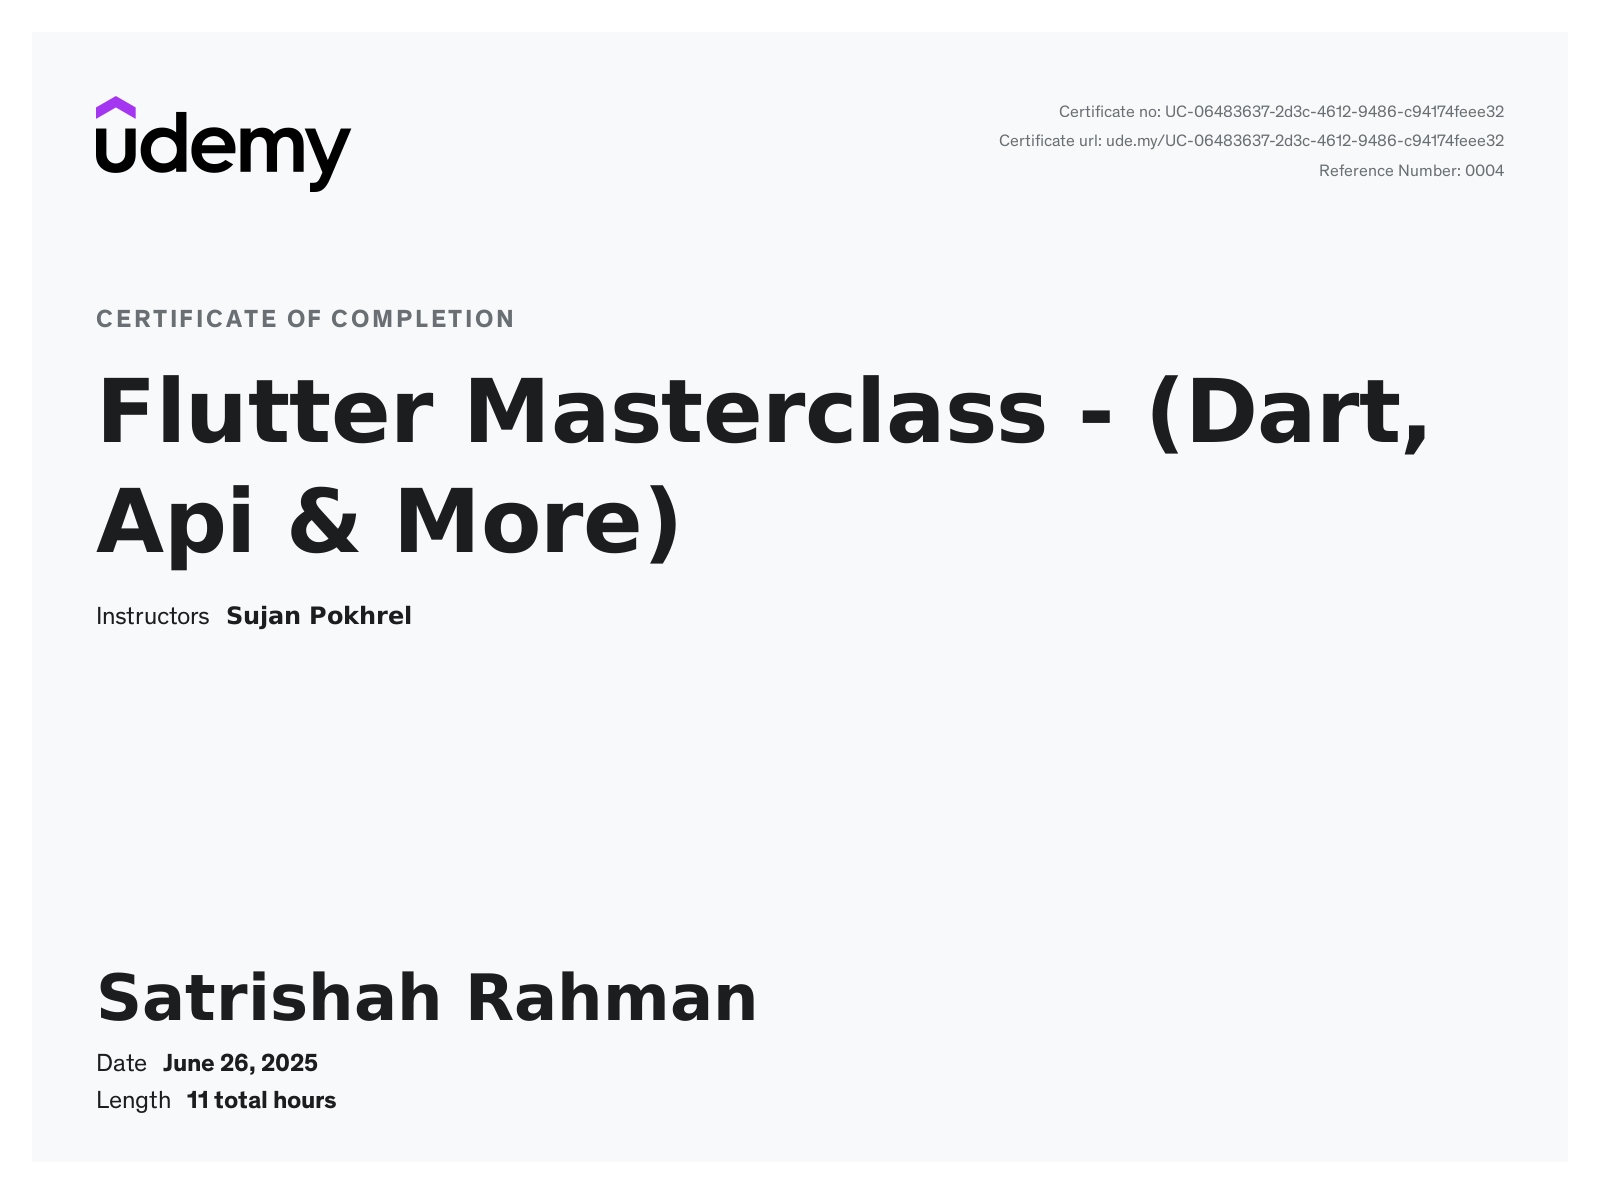 udemy
Certificate no: UC-06483637-2d3c-4612-9486-c94174feee32
Certificate url: ude.my/UC-06483637-2d3c-4612-9486-c94174feee32
Reference Number: 0004
CERTIFICATE OF COMPLETION
Flutter Masterclass - (Dart,
Api & More)
Instructors Sujan Pokhrel
Satrishah Rahman
Date June 26, 2025
Length 11 total hours